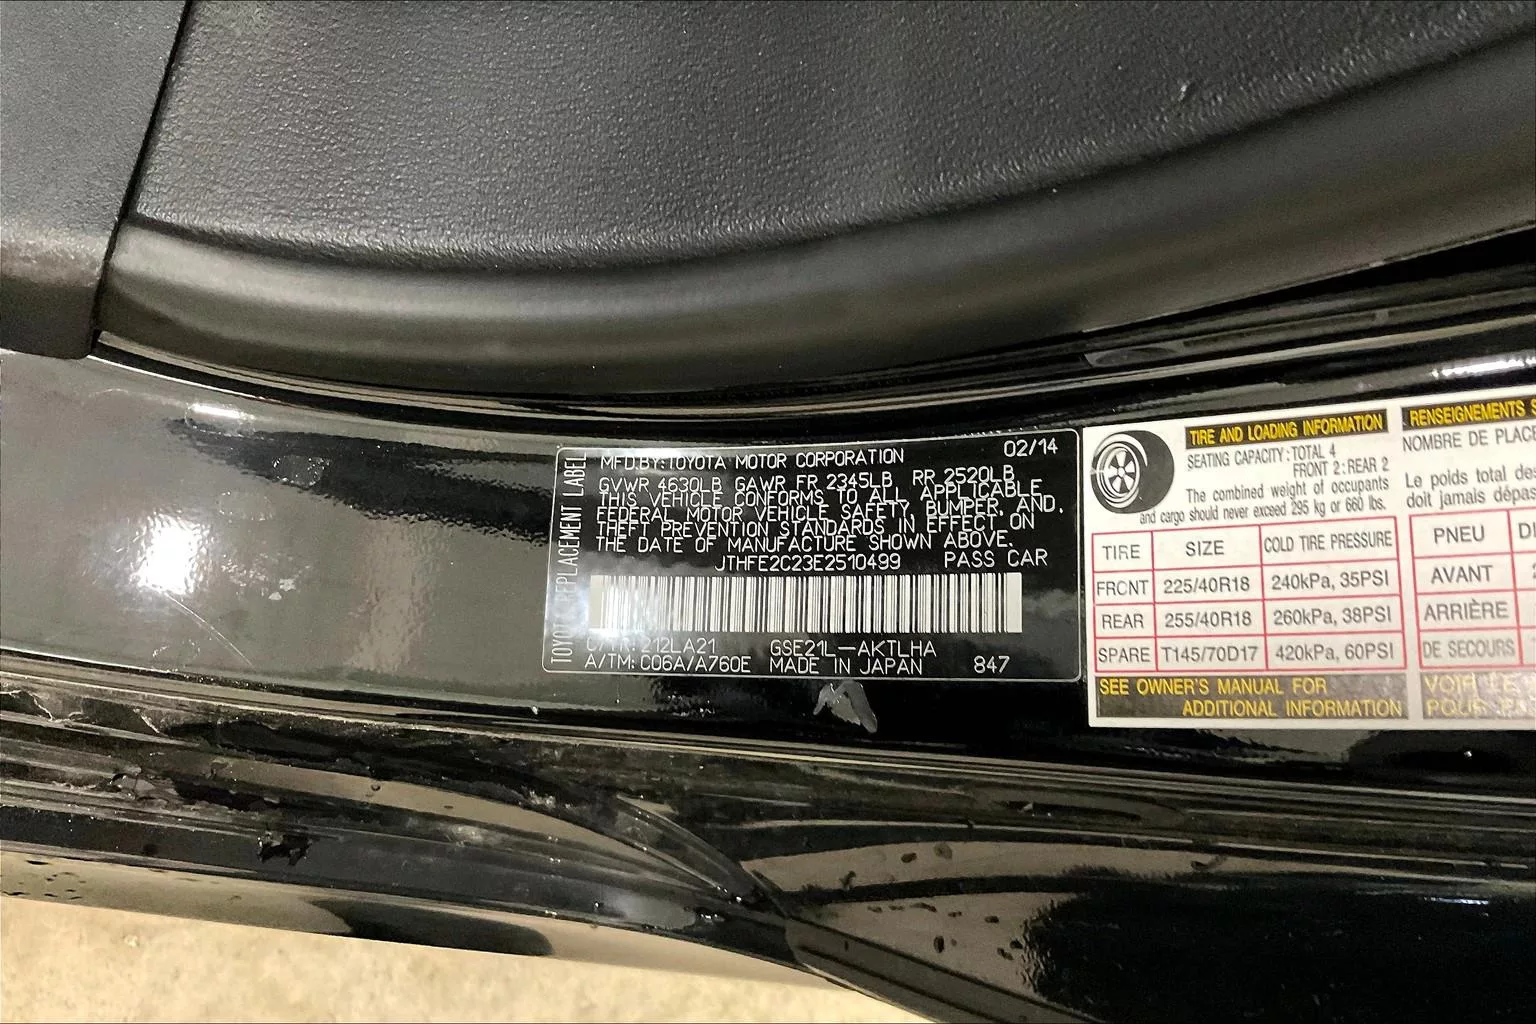 TOYOTA REPLACEMENT LABEL
MFD.BY:TOYOTA MOTOR CORPORATION 02/14
GVWR 4630LB GAWR FR 2345LB RR 2520LB
THIS VEHICLE CONFORMS TO ALL APPLICABLE
FEDERAL MOTOR VEHICLE SAFETY, BUMPER, AND,
THEFT PREVENTION STANDARDS IN EFFECT ON
THE DATE OF MANUFACTURE SHOWN ABOVE.
JTHFE2C23E2510499 PASS CAR
C/TR: 212LA21 GSE21L-AKTLHA
A/TM: C06A/A760E MADE IN JAPAN 847
TIRE AND LOADING INFORMATION
SEATING CAPACITY: TOTAL 4
FRONT 2 : REAR 2
The combined weight of occupants
and cargo should never exceed 295 kg or 660 lbs.
TIRE SIZE COLD TIRE PRESSURE
FRONT 225/40R18 240kPa, 35PSI
REAR 255/40R18 260kPa, 38PSI
SPARE T145/70D17 420kPa, 60PSI
SEE OWNER'S MANUAL FOR
ADDITIONAL INFORMATION
RENSEIGNEMENTS S
NOMBRE DE PLACE
Le poids total des
doit jamais dépas
PNEU
AVANT
ARRIÈRE
DE SECOURS
VOIR LE
POUR